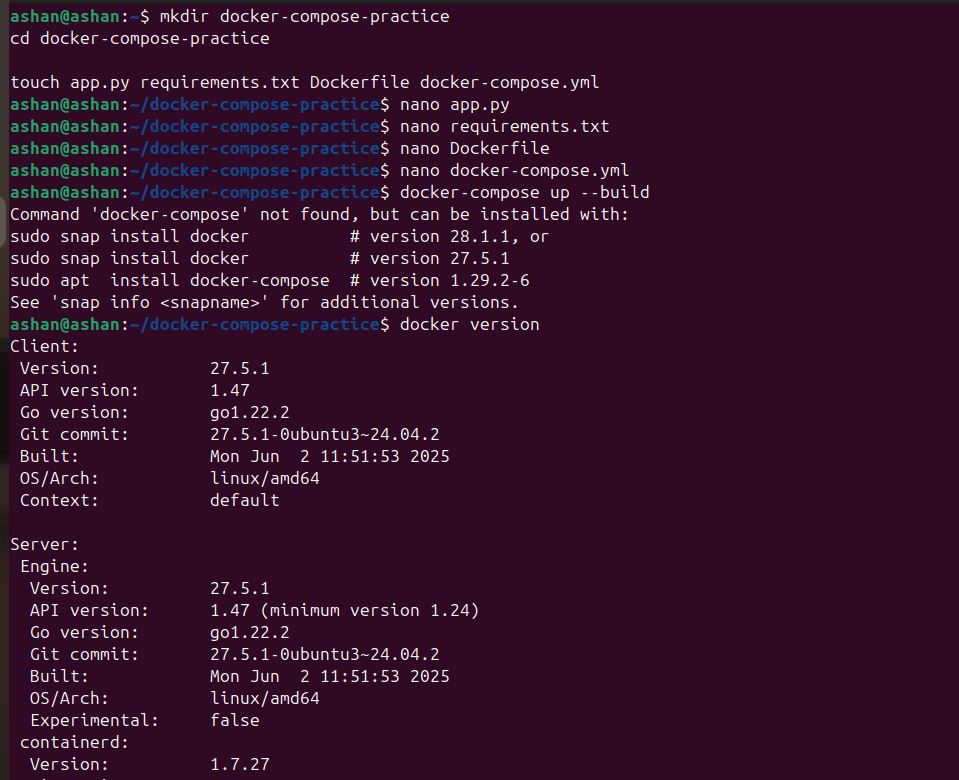 ashan@ashan:~$ mkdir docker-compose-practice
cd docker-compose-practice

touch app.py requirements.txt Dockerfile docker-compose.yml
ashan@ashan:~/docker-compose-practice$ nano app.py
ashan@ashan:~/docker-compose-practice$ nano requirements.txt
ashan@ashan:~/docker-compose-practice$ nano Dockerfile
ashan@ashan:~/docker-compose-practice$ nano docker-compose.yml
ashan@ashan:~/docker-compose-practice$ docker-compose up --build
Command 'docker-compose' not found, but can be installed with:
sudo snap install docker          # version 28.1.1, or
sudo snap install docker          # version 27.5.1
sudo apt  install docker-compose  # version 1.29.2-6
See 'snap info <snapname>' for additional versions.
ashan@ashan:~/docker-compose-practice$ docker version
Client:
 Version:           27.5.1
 API version:       1.47
 Go version:        go1.22.2
 Git commit:        27.5.1-0ubuntu3~24.04.2
 Built:             Mon Jun  2 11:51:53 2025
 OS/Arch:           linux/amd64
 Context:           default

Server:
 Engine:
  Version:          27.5.1
  API version:      1.47 (minimum version 1.24)
  Go version:       go1.22.2
  Git commit:       27.5.1-0ubuntu3~24.04.2
  Built:            Mon Jun  2 11:51:53 2025
  OS/Arch:          linux/amd64
  Experimental:     false
 containerd:
  Version:          1.7.27